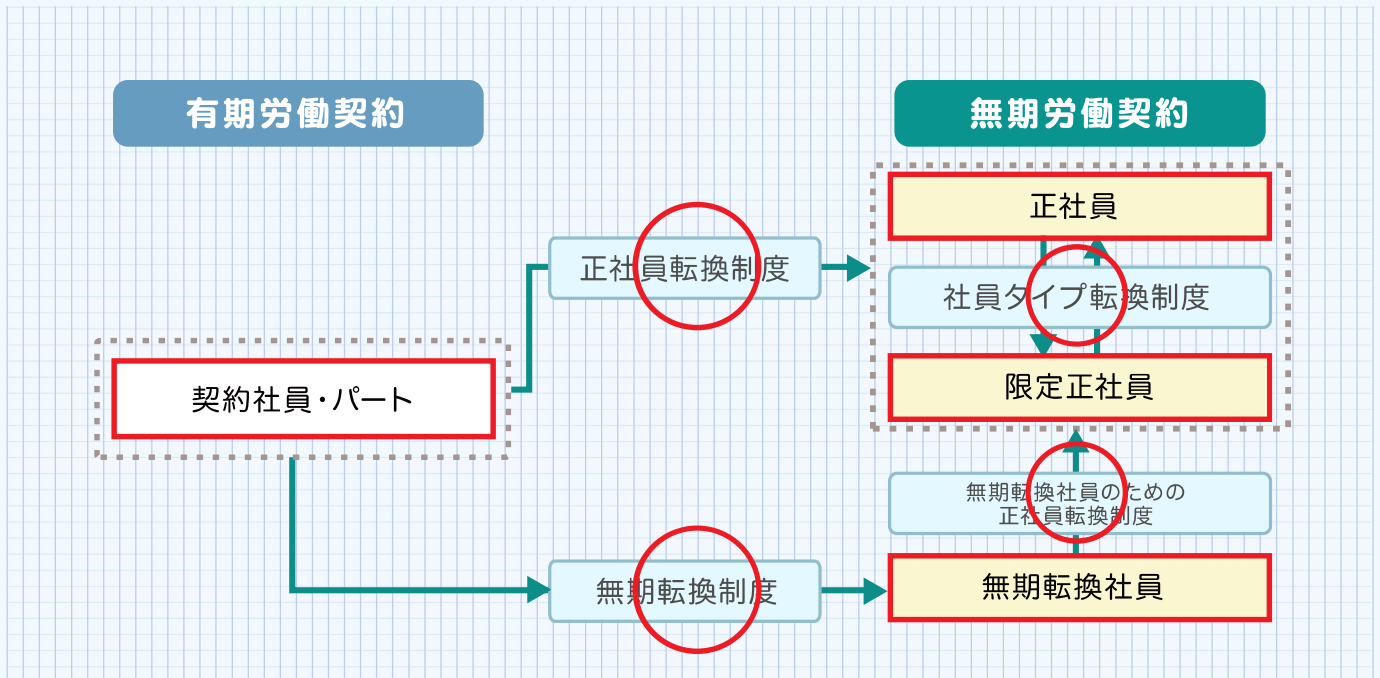 有期労働契約
無期労働契約
正社員
正社員転換制度
社員タイプ転換制度
契約社員・パート
限定正社員
無期転換社員のための
正社員転換制度
無期転換制度
無期転換社員